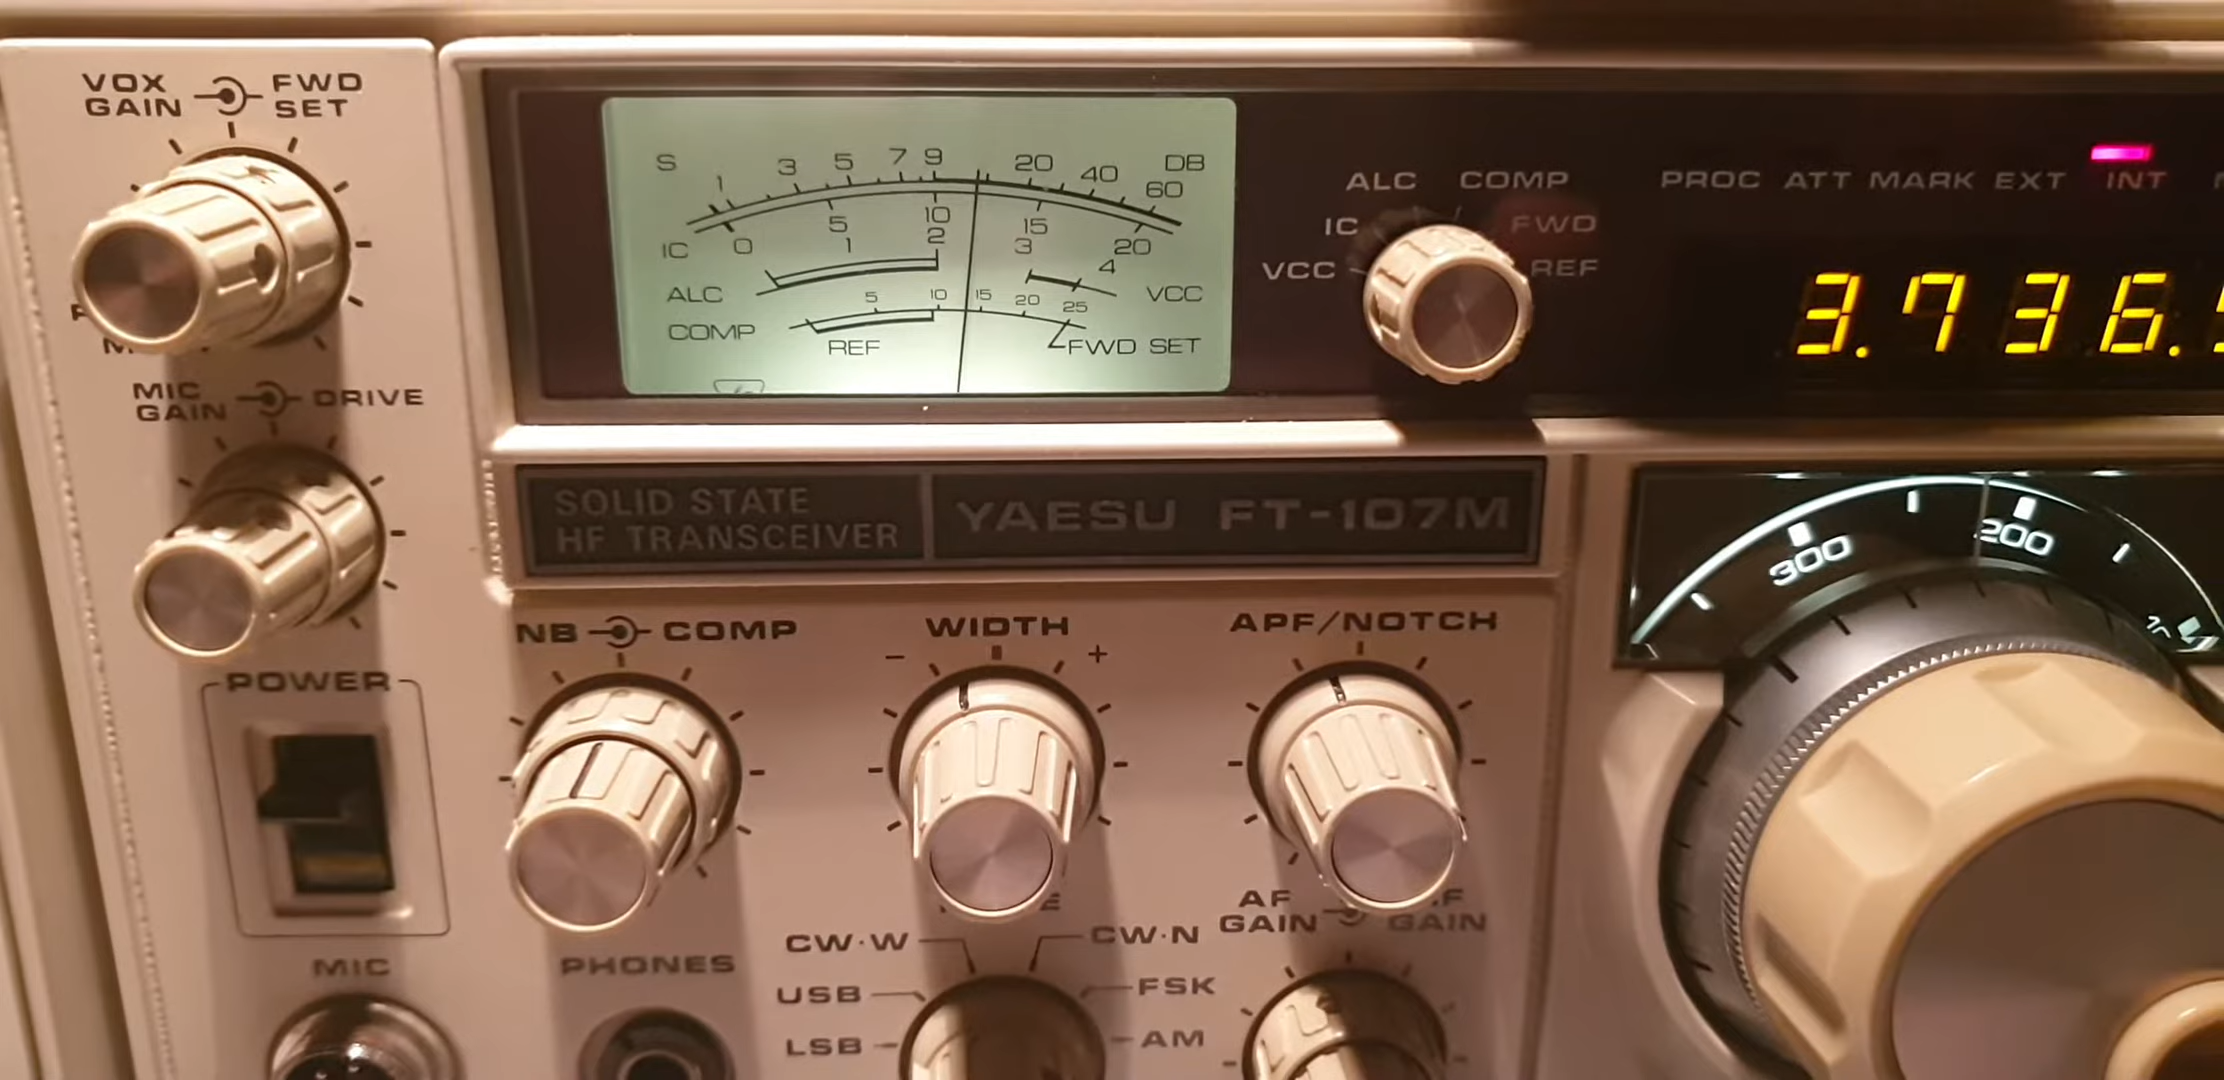 VOX GAIN FWD SET
S 1 3 5 7 9 20 40 60 DB
0 5 10 15 20
IC 1 2 3 4
ALC VCC
5 10 15 20 25
COMP
REF FWD SET
ALC COMP
IC FWD
VCC REF
PROC ATT MARK EXT INT
3.736.
MIC GAIN DRIVE
SOLID STATE
HF TRANSCEIVER
YAESU FT-107M
300 200
NB COMP
WIDTH
- +
APF/NOTCH
POWER
AF GAIN GAIN
CW·W CW·N
USB FSK
LSB AM
MIC
PHONES